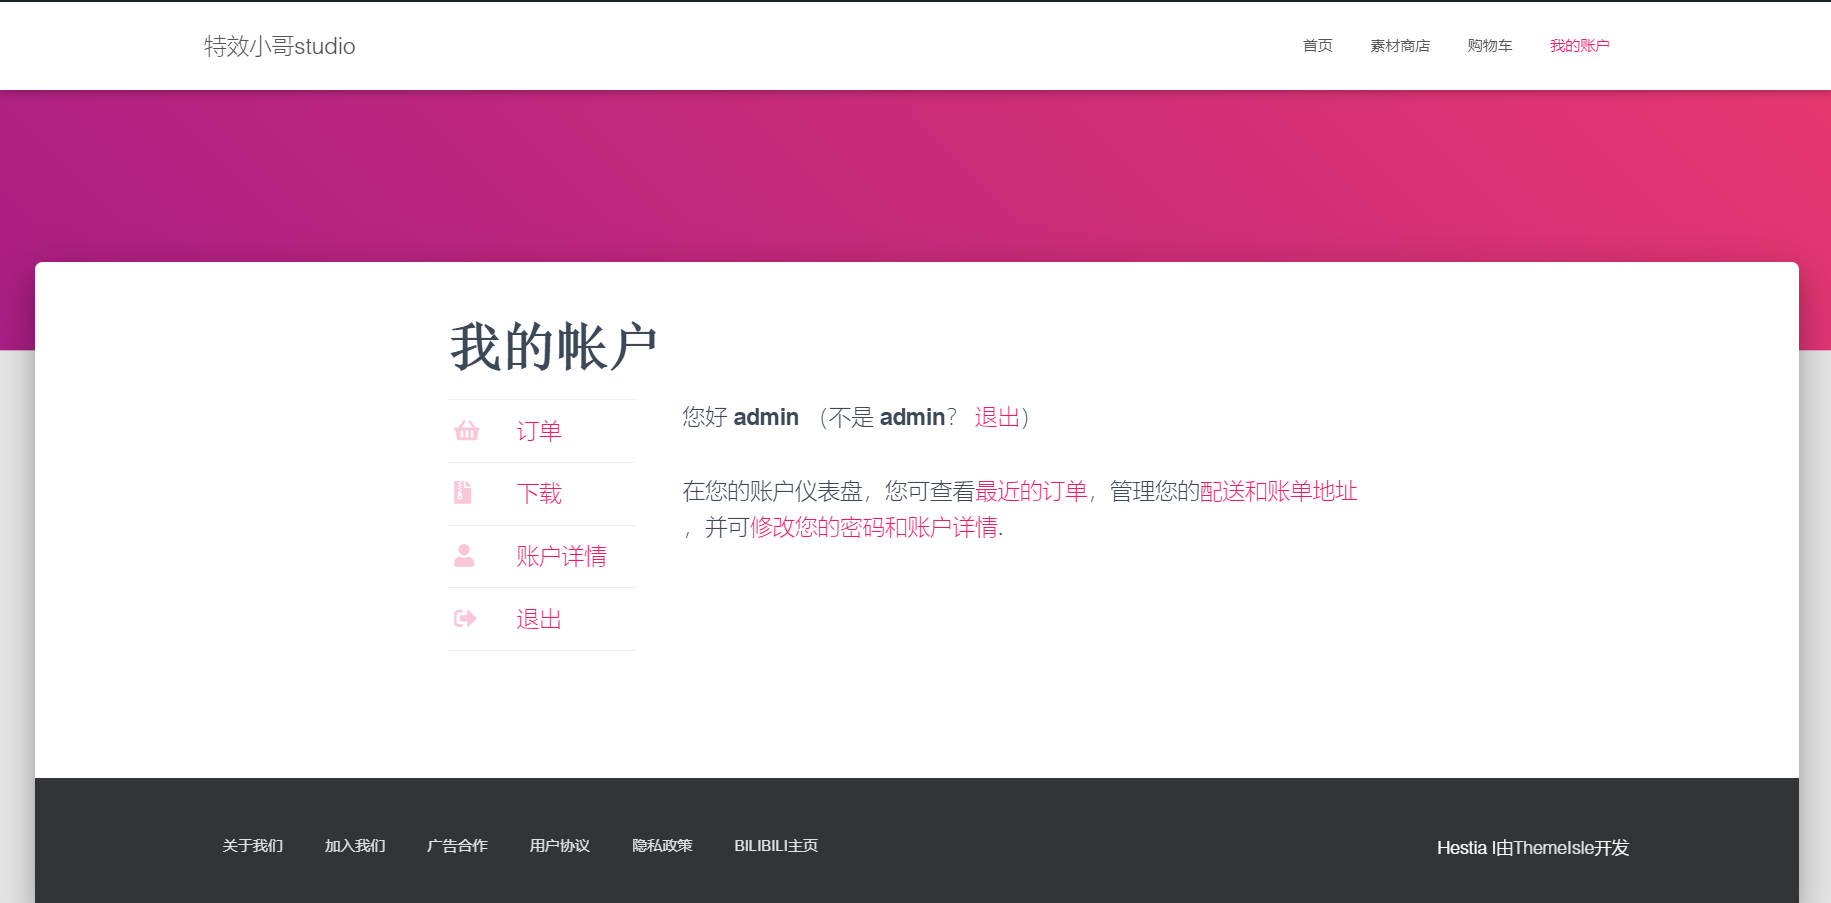 特效小哥studio
首页 素材商店 购物车 我的账户
我的帐户
订单
下载
账户详情
退出
您好 admin （不是 admin？ 退出）
在您的账户仪表盘，您可查看最近的订单，管理您的配送和账单地址
，并可修改您的密码和账户详情.
关于我们 加入我们 广告合作 用户协议 隐私政策 BILIBILI主页
Hestia |由ThemeIsle开发